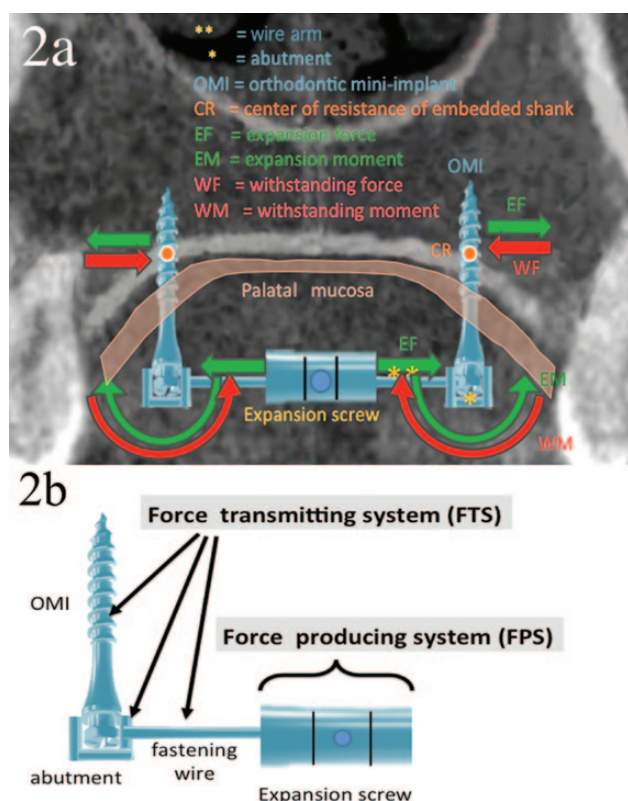 2a
** = wire arm
* = abutment
OMI = orthodontic mini-implant
CR = center of resistance of embedded shank
EF = expansion force
EM = expansion moment
WF = withstanding force
WM = withstanding moment
OMI
EF
CR
WF
Palatal mucosa
EF
**
EM
*
Expansion screw
WM
2b
Force transmitting system (FTS)
OMI
Force producing system (FPS)
fastening
wire
abutment
Expansion screw